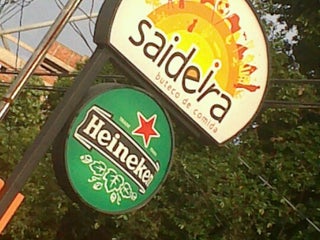 saideira
buteco de comida
Heineken